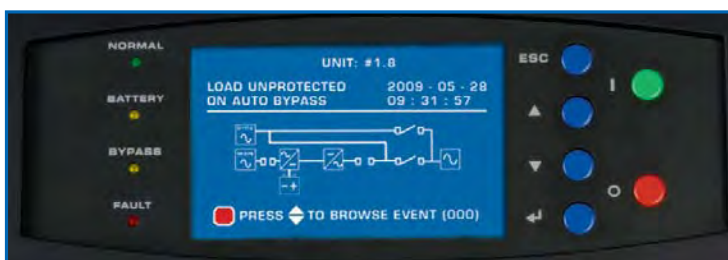 NORMAL
BATTERY
BYPASS
FAULT
UNIT: #1.8
LOAD UNPROTECTED 2009 - 05 - 28
ON AUTO BYPASS 09 : 31 : 57
PRESS TO BROWSE EVENT (000)
ESC
I
O